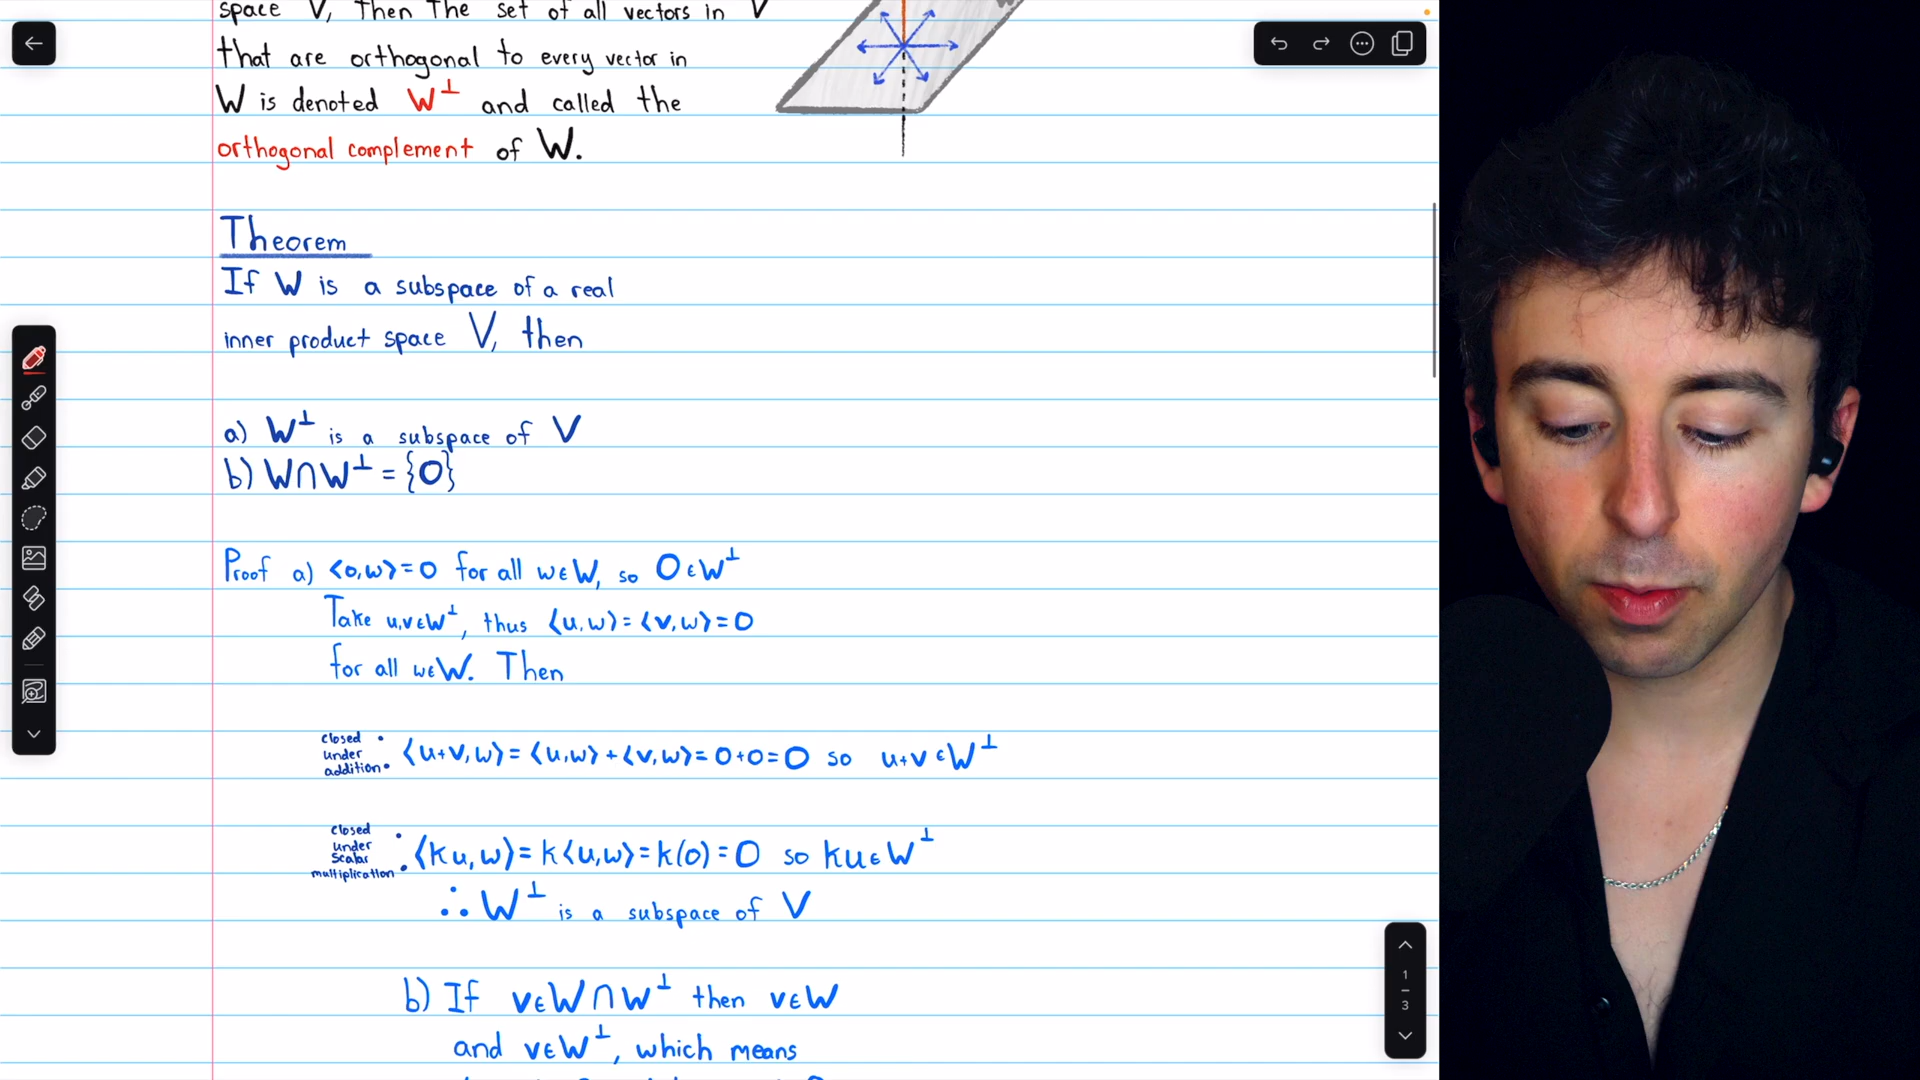 space V, Then The set of all vectors in V
that are orthogonal to every vector in
W is denoted W⊥ and called the
orthogonal complement of W.
Theorem
If W is a subspace of a real
inner product space V, then
a) W⊥ is a subspace of V
b) W∩W⊥ = {0}
Proof a) ⟨0,w⟩=0 for all w∈W, so 0∈W⊥
Take u,v∈W⊥, thus ⟨u,w⟩=⟨v,w⟩=0
for all w∈W. Then
closed
under
addition
⟨u+v,w⟩=⟨u,w⟩+⟨v,w⟩=0+0=0 so u+v∈W⊥
closed
under
scalar
multiplication
⟨ku,w⟩=k⟨u,w⟩=k(0)=0 so ku∈W⊥
∴ W⊥ is a subspace of V
b) If v∈W∩W⊥ then v∈W
and v∈W⊥, which means
1
3